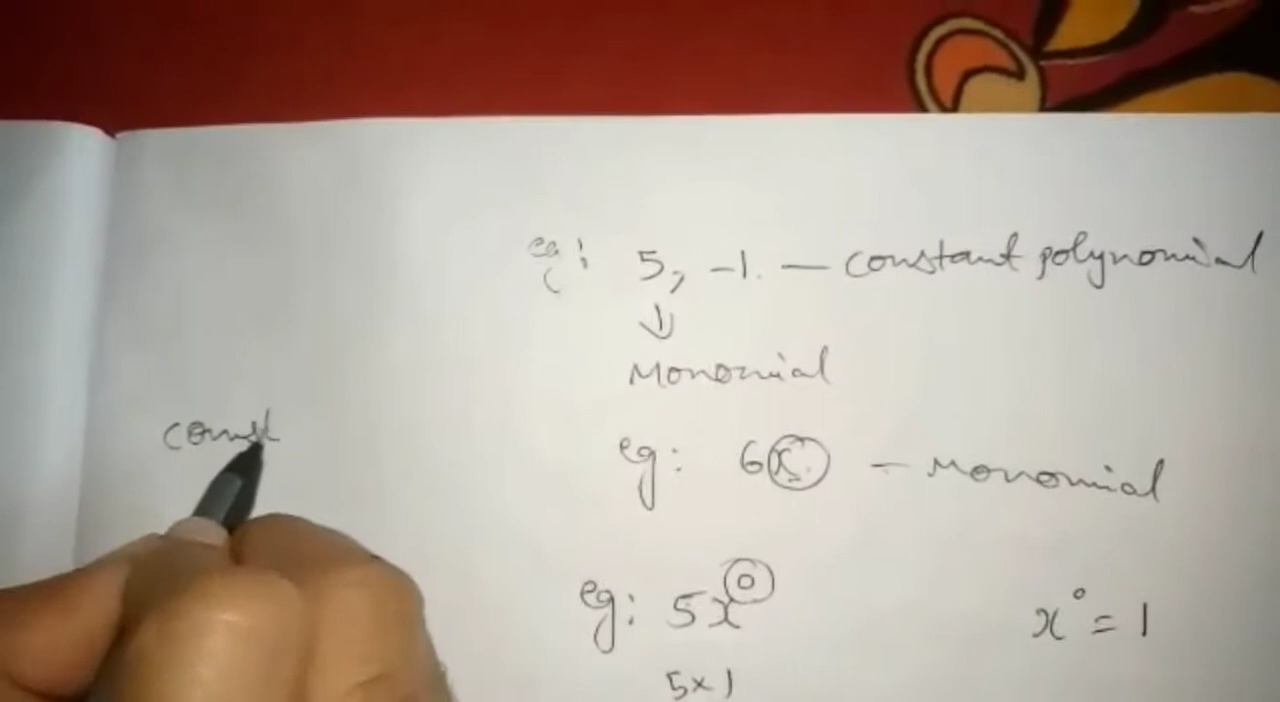 eg: 5, -1. — constant polynomial
↓
Monomial
const
eg: 6x — Monomial
eg: 5x⁰
x⁰ = 1
5×1